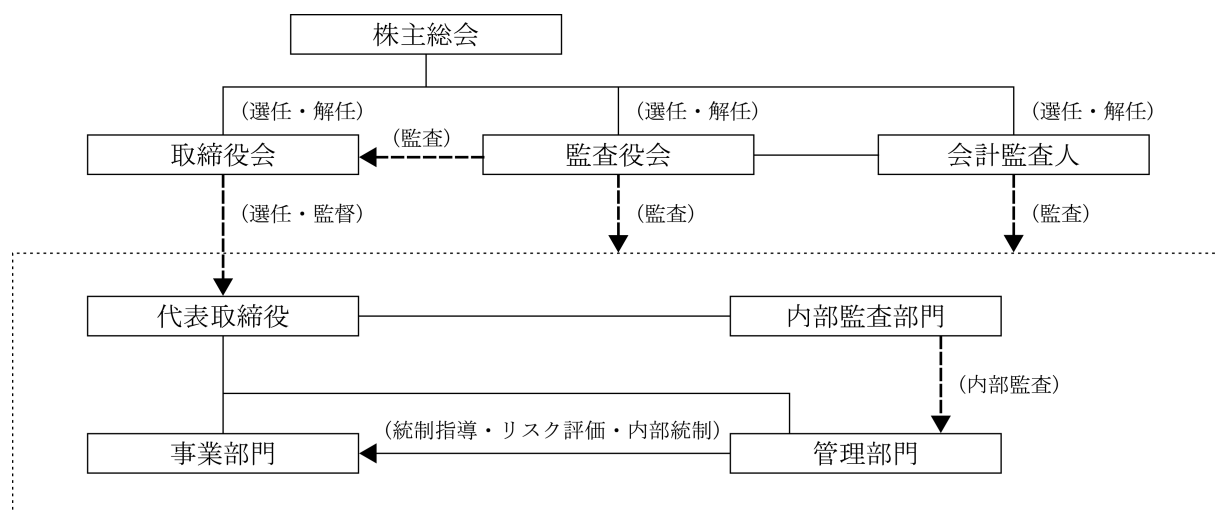 株主総会
(選任・解任)
(選任・解任)
(選任・解任)
取締役会
(監査)
監査役会
会計監査人
(選任・監督)
(監査)
(監査)
代表取締役
内部監査部門
(内部監査)
(統制指導・リスク評価・内部統制)
事業部門
管理部門